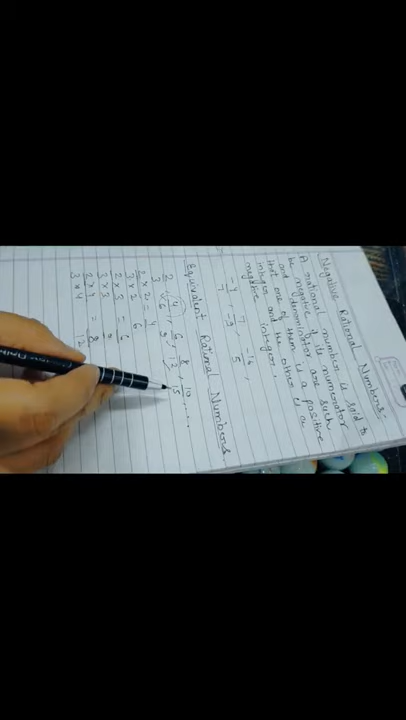 Negative Rational Numbers.
A rational number is said to
be negative if its numerator
and denominator are such
that one of them is a positive
integer and the other is a
negative integer.
-4/7, 7/-9, -14/5,
Equivalent Rational Numbers.
2/3, 4/6, 6/9, 8/12, 10/15 ....
2×2/3×2 = 4/6
2×3/3×3 = 6/9
2×4/3×4 = 8/12